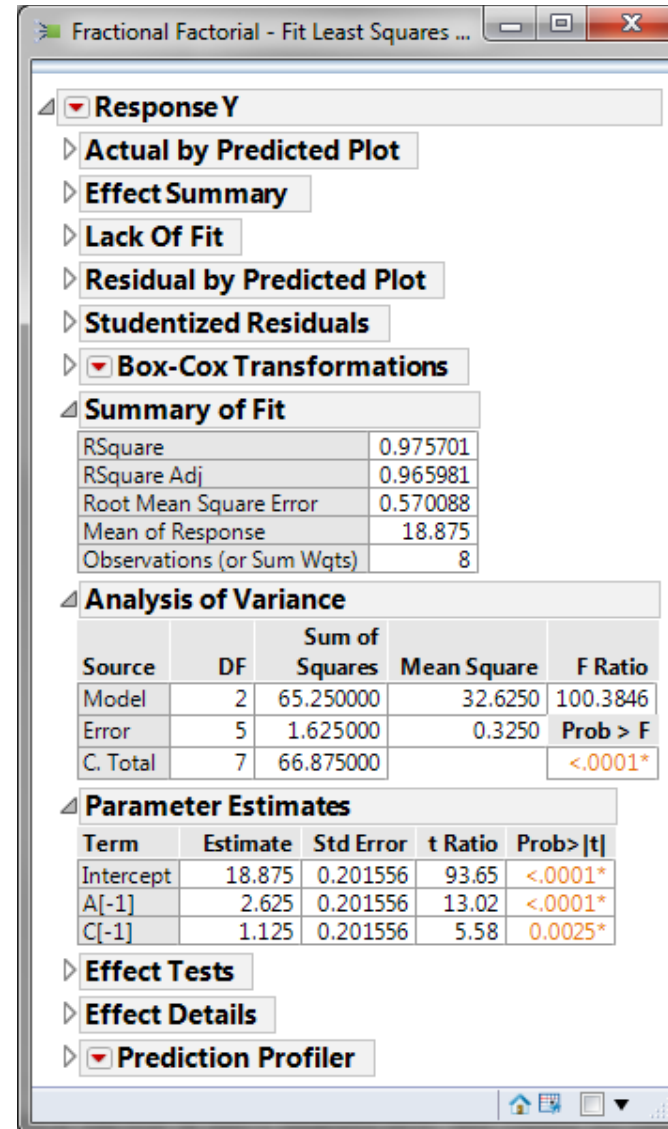 Fractional Factorial - Fit Least Squares ...
Response Y
Actual by Predicted Plot
Effect Summary
Lack Of Fit
Residual by Predicted Plot
Studentized Residuals
Box-Cox Transformations
Summary of Fit
RSquare 0.975701
RSquare Adj 0.965981
Root Mean Square Error 0.570088
Mean of Response 18.875
Observations (or Sum Wgts) 8
Analysis of Variance
Sum of
Source DF Squares Mean Square F Ratio
Model 2 65.250000 32.6250 100.3846
Error 5 1.625000 0.3250 Prob > F
C. Total 7 66.875000 <.0001*
Parameter Estimates
Term Estimate Std Error t Ratio Prob>|t|
Intercept 18.875 0.201556 93.65 <.0001*
A[-1] 2.625 0.201556 13.02 <.0001*
C[-1] 1.125 0.201556 5.58 0.0025*
Effect Tests
Effect Details
Prediction Profiler